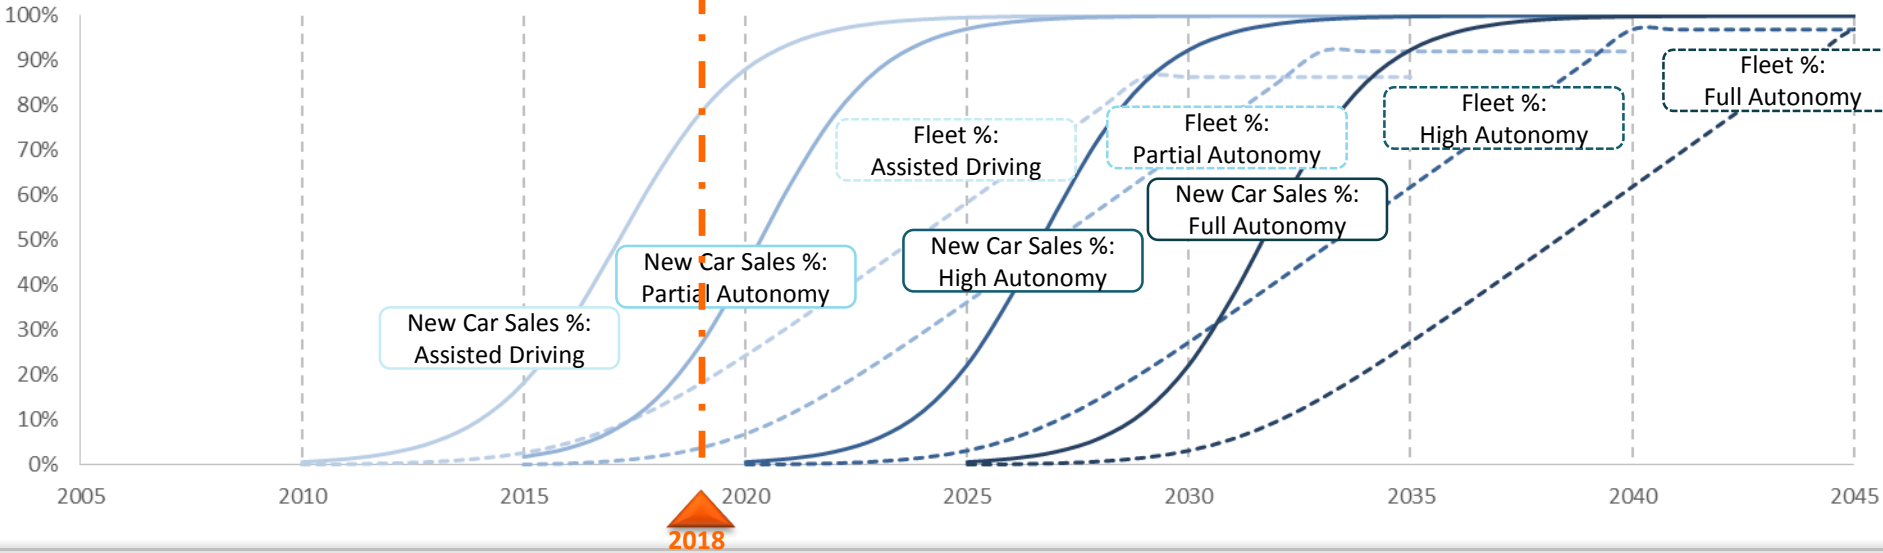 100%
90%
80%
70%
60%
50%
40%
30%
20%
10%
0%
Fleet %:
Full Autonomy
Fleet %:
High Autonomy
Fleet %:
Partial Autonomy
Fleet %:
Assisted Driving
New Car Sales %:
Full Autonomy
New Car Sales %:
High Autonomy
New Car Sales %:
Partial Autonomy
New Car Sales %:
Assisted Driving
2005
2010
2015
2020
2025
2030
2035
2040
2045
2018